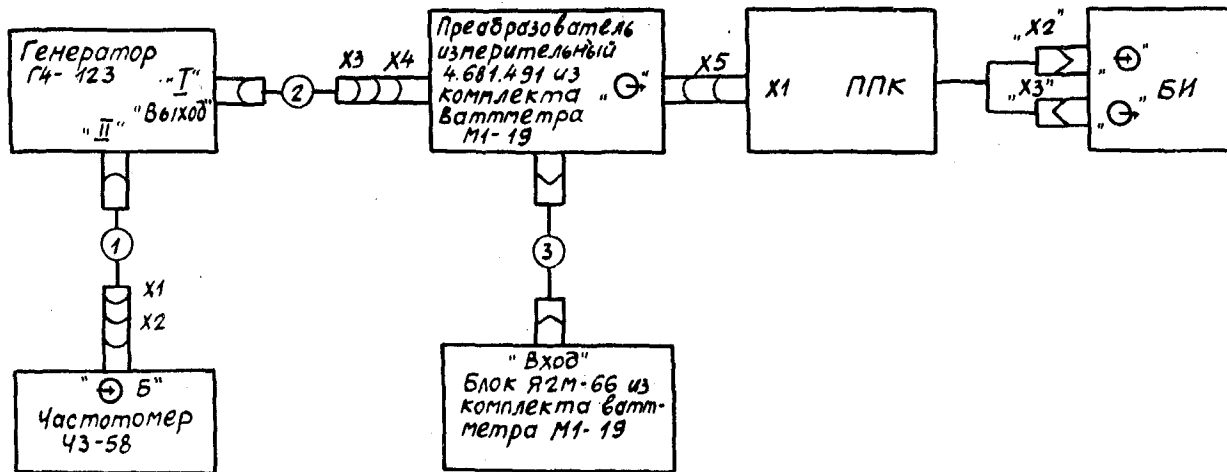 Генератор
Г4-123
"I"
"Выход"
"II"
2
X3 X4
Преобразователь
измерительный
4.681.491 из
комплекта
ваттметра
М1-19
X5
X1
ППК
"X2"
"X3"
БИ
1
X1
X2
3
" Б"
Частотомер
Ч3-58
"Вход"
Блок Я2М-66 из
комплекта ватт-
метра М1-19